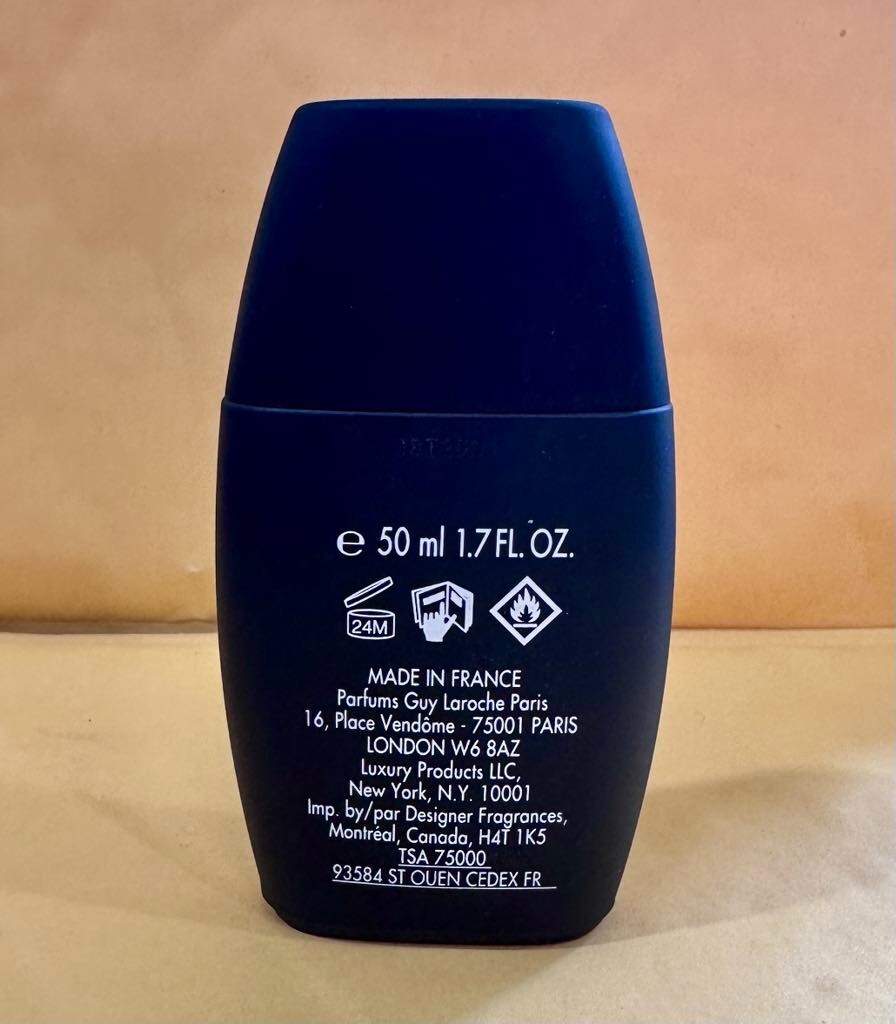 ℮ 50 ml 1.7 FL. OZ.
24M
MADE IN FRANCE
Parfums Guy Laroche Paris
16, Place Vendôme - 75001 PARIS
LONDON W6 8AZ
Luxury Products LLC,
New York, N.Y. 10001
Imp. by/par Designer Fragrances,
Montréal, Canada, H4T 1K5
TSA 75000
93584 ST OUEN CEDEX FR